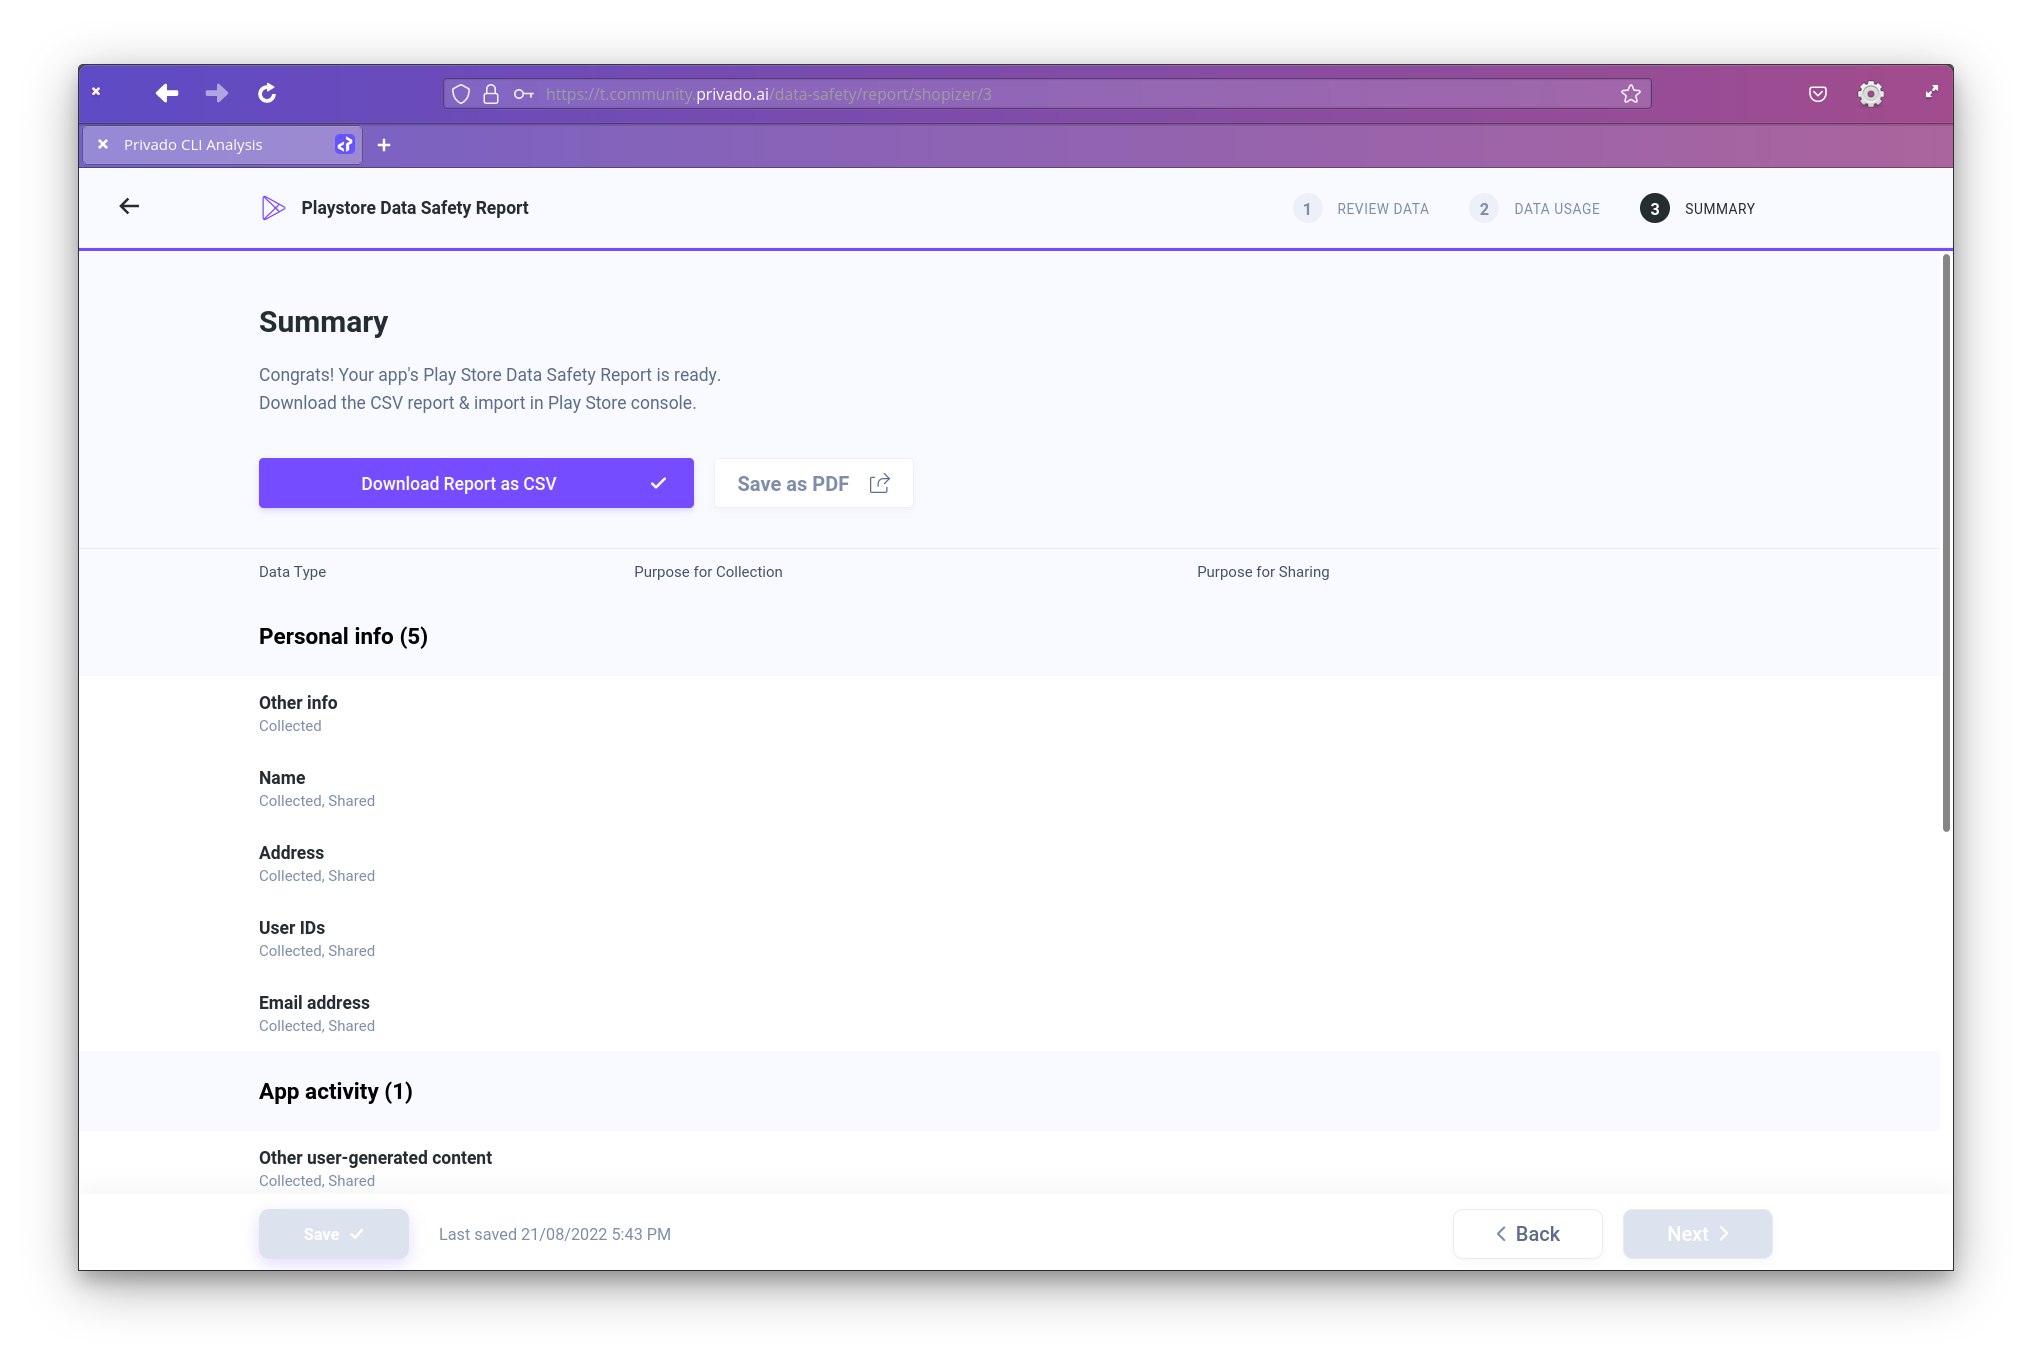 https://t.community.privado.ai/data-safety/report/shopizer/3
Privado CLI Analysis
Playstore Data Safety Report
1 REVIEW DATA 2 DATA USAGE 3 SUMMARY
Summary
Congrats! Your app's Play Store Data Safety Report is ready.
Download the CSV report & import in Play Store console.
Download Report as CSV Save as PDF
Data Type Purpose for Collection Purpose for Sharing
Personal info (5)
Other info
Collected
Name
Collected, Shared
Address
Collected, Shared
User IDs
Collected, Shared
Email address
Collected, Shared
App activity (1)
Other user-generated content
Collected, Shared
Save Last saved 21/08/2022 5:43 PM Back Next